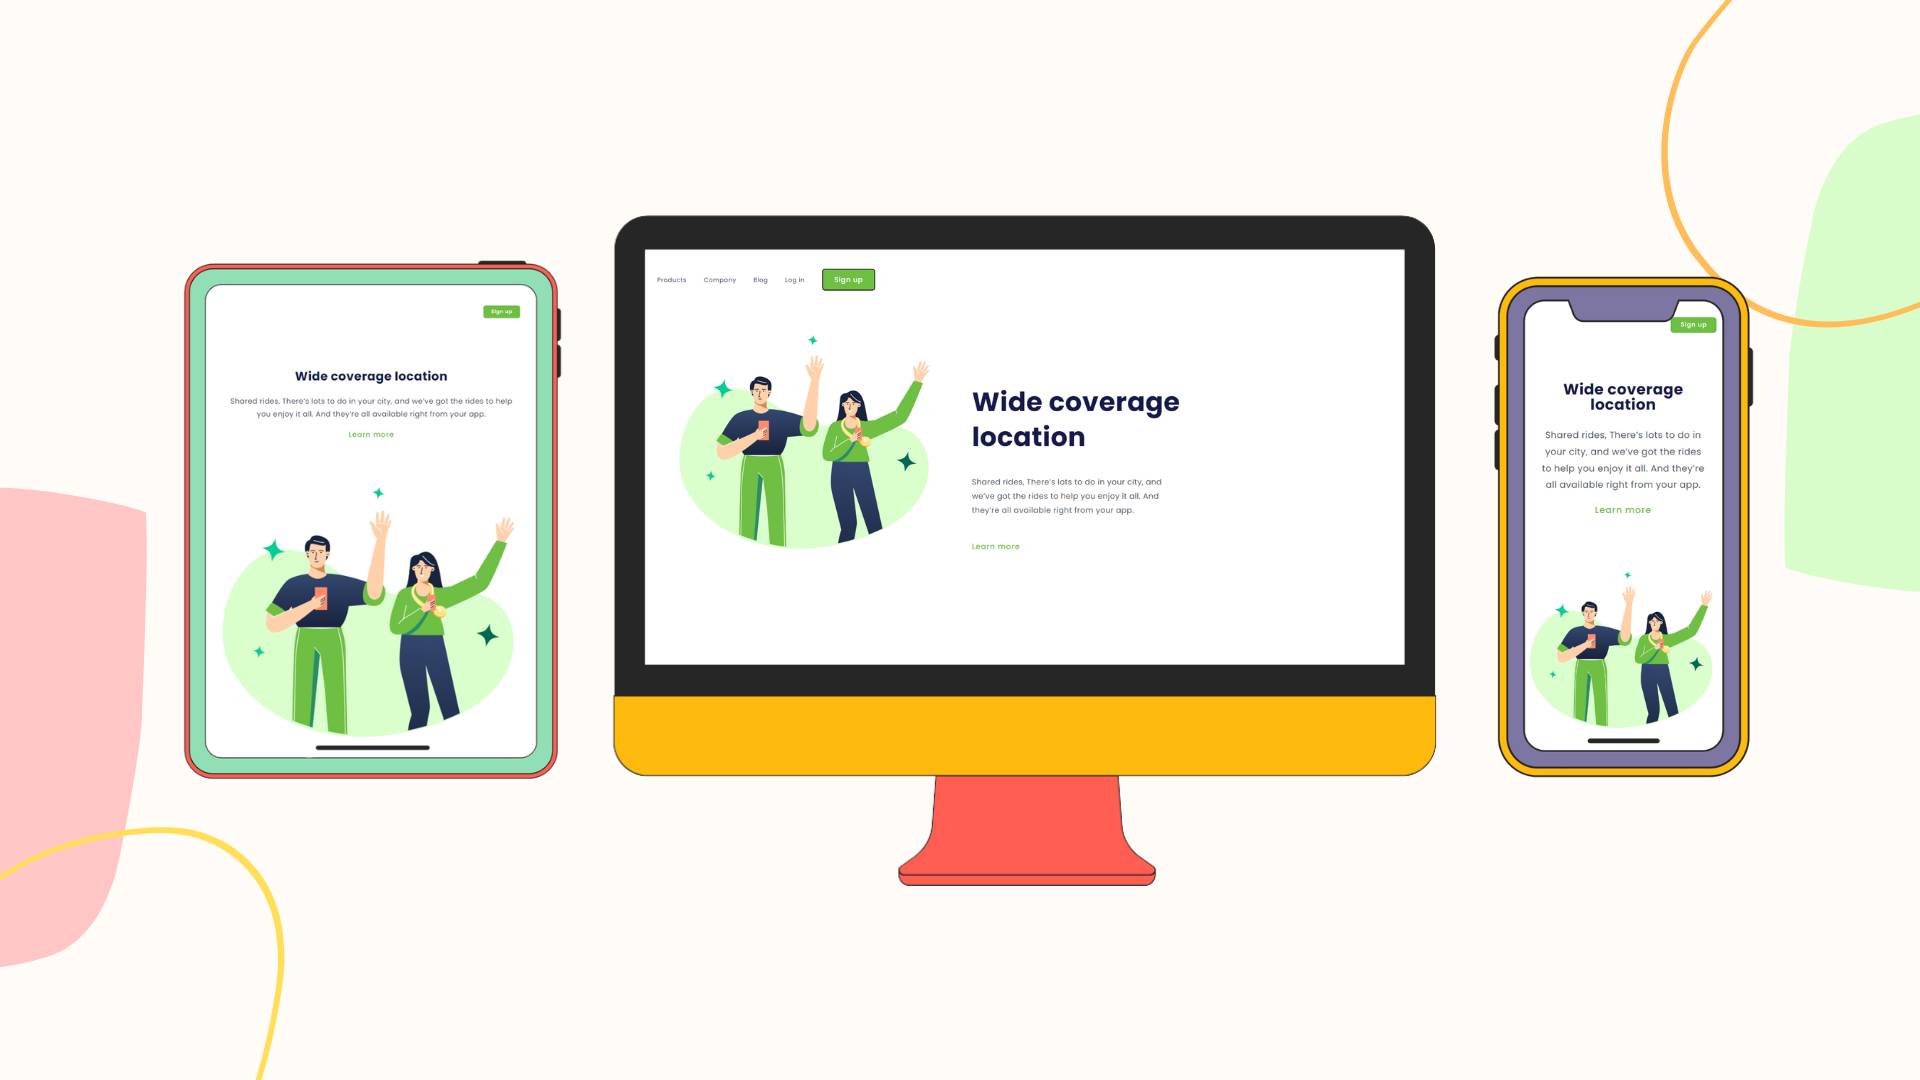 Sign up
Wide coverage location
Shared rides, There's lots to do in your city, and we've got the rides to help
you enjoy it all. And they're all available right from your app.
Learn more
Products Company Blog Log in Sign up
Wide coverage
location
Shared rides, There's lots to do in your city, and
we've got the rides to help you enjoy it all. And
they're all available right from your app.
Learn more
Sign up
Wide coverage
location
Shared rides, There's lots to do in
your city, and we've got the rides
to help you enjoy it all. And they're
all available right from your app.
Learn more